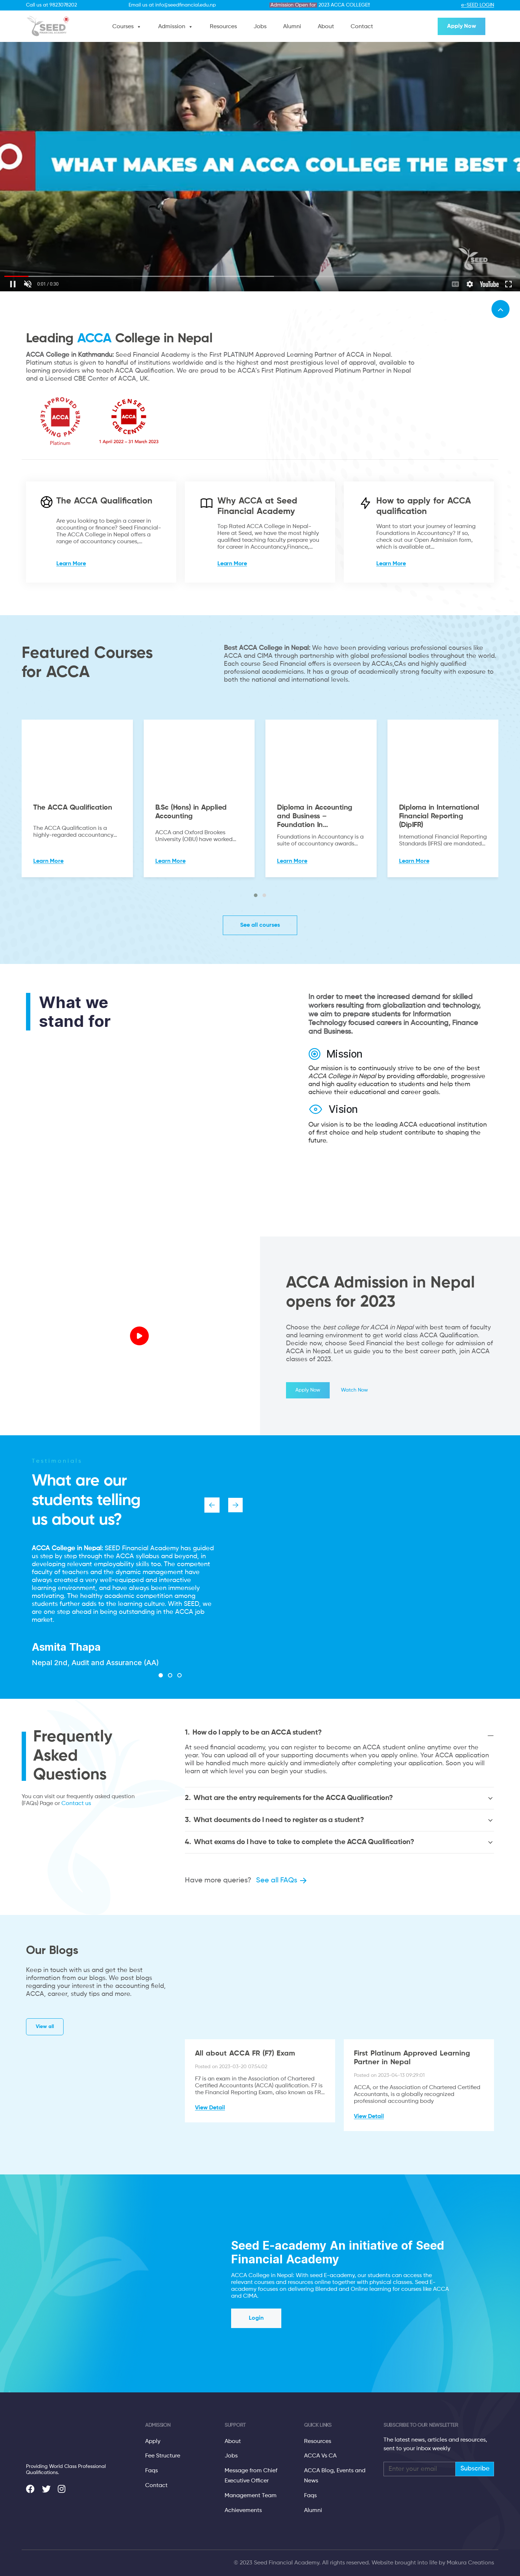 Call us at 9823078202
Email us at info@seedfinancial.edu.np
Admission Open for 2023 ACCA COLLEGE!!
e-SEED LOGIN
SEED
Courses
Admission
Resources
Jobs
Alumni
About
Contact
Apply Now
WHAT MAKES AN ACCA COLLEGE THE BEST ?
SEED
0:01 / 0:30
YouTube
Leading ACCA College in Nepal
ACCA College in Kathmandu: Seed Financial Academy is the First PLATINUM Approved Learning Partner of ACCA in Nepal.
Platinum status is given to handful of institutions worldwide and is the highest and most prestigious level of approval, available to
learning providers who teach ACCA Qualification. We are proud to be ACCA's First Platinum Approved Platinum Partner in Nepal
and a Licensed CBE Center of ACCA, UK.
APPROVED LEARNING PARTNER
ACCA
Platinum
LICENSED CBE CENTRE
ACCA
1 April 2022 – 31 March 2023
The ACCA Qualification
Are you looking to begin a career in
accounting or finance? Seed Financial-
The ACCA College in Nepal offers a
range of accountancy courses,...
Learn More
Why ACCA at Seed
Financial Academy
Top Rated ACCA College in Nepal-
Here at Seed, we have the most highly
qualified teaching faculty prepare you
for career in Accountancy,Finance,...
Learn More
How to apply for ACCA
qualification
Want to start your journey of learning
Foundations in Accountancy? If so,
check out our Open Admission form,
which is available at...
Learn More
Featured Courses
for ACCA
Best ACCA College in Nepal: We have been providing various professional courses like
ACCA and CIMA through partnership with global professional bodies throughout the world.
Each course Seed Financial offers is overseen by ACCAs,CAs and highly qualified
professional academicians. It has a group of academically strong faculty with exposure to
both the national and international levels.
The ACCA Qualification
The ACCA Qualification is a
highly-regarded accountancy...
Learn More
B.Sc (Hons) in Applied
Accounting
ACCA and Oxford Brookes
University (OBU) have worked...
Learn More
Diploma in Accounting
and Business –
Foundation In...
Foundations in Accountancy is a
suite of accountancy awards...
Learn More
Diploma in International
Financial Reporting
(DipIFR)
International Financial Reporting
Standards (IFRS) are mandated...
Learn More
See all courses
What we
stand for
In order to meet the increased demand for skilled
workers resulting from globalization and technology,
we aim to prepare students for Information
Technology focused careers in Accounting, Finance
and Business.
Mission
Our mission is to continuously strive to be one of the best
ACCA College in Nepal by providing affordable, progressive
and high quality education to students and help them
achieve their educational and career goals.
Vision
Our vision is to be the leading ACCA educational institution
of first choice and help student contribute to shaping the
future.
ACCA Admission in Nepal
opens for 2023
Choose the best college for ACCA in Nepal with best team of faculty
and learning environment to get world class ACCA Qualification.
Decide now, choose Seed Financial the best college for admission of
ACCA in Nepal. Let us guide you to the best career path, join ACCA
classes of 2023.
Apply Now
Watch Now
Testimonials
What are our
students telling
us about us?
ACCA College in Nepal: SEED Financial Academy has guided
us step by step through the ACCA syllabus and beyond, in
developing relevant employability skills too. The competent
faculty of teachers and the dynamic management have
always created a very well-equipped and interactive
learning environment, and have always been immensely
motivating. The healthy academic competition among
students further adds to the learning culture. With SEED, we
are one step ahead in being outstanding in the ACCA job
market.
Asmita Thapa
Nepal 2nd, Audit and Assurance (AA)
Frequently
Asked
Questions
You can visit our frequently asked question
(FAQs) Page or Contact us
1. How do I apply to be an ACCA student?
At seed financial academy, you can register to become an ACCA student online anytime over the
year. You can upload all of your supporting documents when you apply online. Your ACCA application
will be handled much more quickly and immediately after completing your application. Soon you will
learn at which level you can begin your studies.
2. What are the entry requirements for the ACCA Qualification?
3. What documents do I need to register as a student?
4. What exams do I have to take to complete the ACCA Qualification?
Have more queries? See all FAQs
Our Blogs
Keep in touch with us and get the best
information from our blogs. We post blogs
regarding your interest in the accounting field,
ACCA, career, study tips and more.
View all
All about ACCA FR (F7) Exam
Posted on 2023-03-20 07:54:02
F7 is an exam in the Association of Chartered
Certified Accountants (ACCA) qualification. F7 is
the Financial Reporting Exam, also known as FR...
View Detail
First Platinum Approved Learning
Partner in Nepal
ACCA, or the Association of Chartered Certified
Accountants, is a globally recognized
professional accounting body
View Detail
Seed E-academy An initiative of Seed
Financial Academy
ACCA College in Nepal: With seed E-academy, our students can access the
relevant courses and resources online together with physical classes. Seed E-
academy focuses on delivering Blended and Online learning for courses like ACCA
and CIMA.
Login
Providing World Class Professional
Qualifications.
ADMISSION
Apply
Fee Structure
Faqs
Contact
SUPPORT
About
Jobs
Message from Chief
Executive Officer
Management Team
Achievements
QUICK LINKS
Resources
ACCA Vs CA
ACCA Blog, Events and
News
Faqs
Alumni
SUBSCRIBE TO OUR NEWSLETTER
The latest news, articles and resources,
sent to your inbox weekly
Enter your email
Subscribe
© 2023 Seed Financial Academy. All rights reserved. Website brought into life by Makura Creations